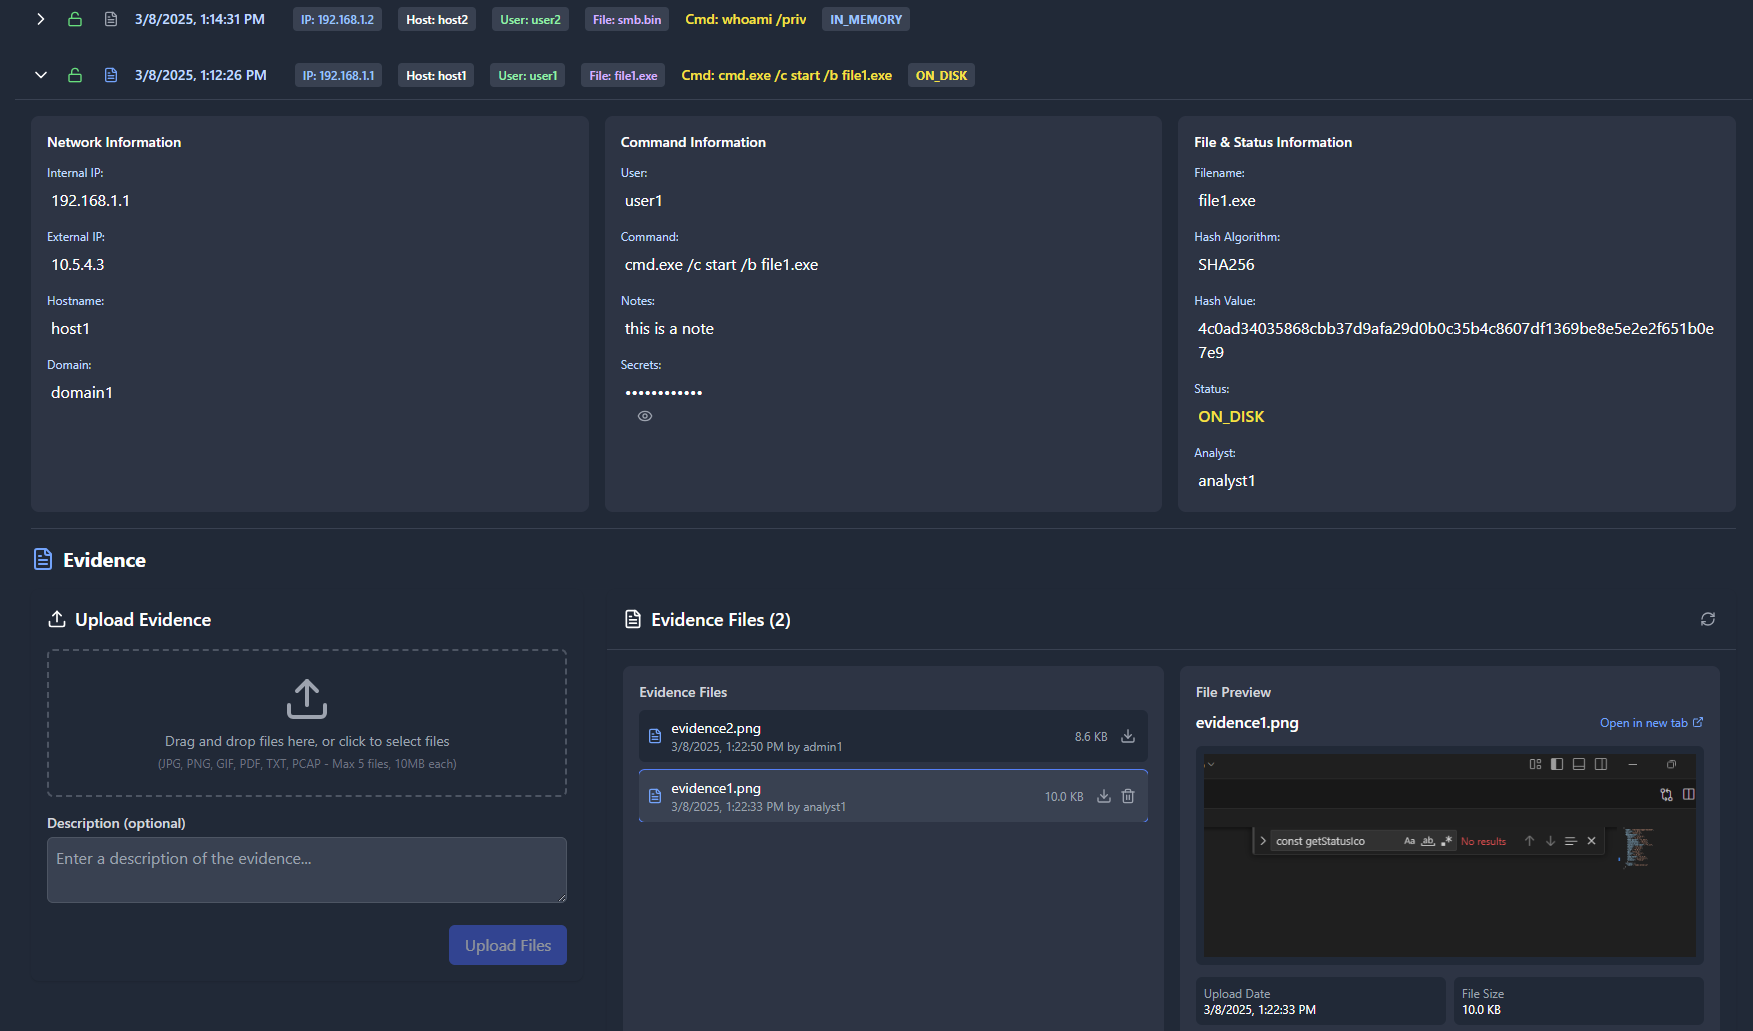 3/8/2025, 1:14:31 PM IP: 192.168.1.2 Host: host2 User: user2 File: smb.bin Cmd: whoami /priv IN_MEMORY
3/8/2025, 1:12:26 PM IP: 192.168.1.1 Host: host1 User: user1 File: file1.exe Cmd: cmd.exe /c start /b file1.exe ON_DISK
Network Information
Internal IP:
192.168.1.1
External IP:
10.5.4.3
Hostname:
host1
Domain:
domain1
Command Information
User:
user1
Command:
cmd.exe /c start /b file1.exe
Notes:
this is a note
Secrets:
••••••••••••
File & Status Information
Filename:
file1.exe
Hash Algorithm:
SHA256
Hash Value:
4c0ad34035868cbb37d9afa29d0b0c35b4c8607df1369be8e5e2e2f651b0e
7e9
Status:
ON_DISK
Analyst:
analyst1
Evidence
Upload Evidence
Drag and drop files here, or click to select files
(JPG, PNG, GIF, PDF, TXT, PCAP - Max 5 files, 10MB each)
Description (optional)
Enter a description of the evidence...
Upload Files
Evidence Files (2)
Evidence Files
evidence2.png
3/8/2025, 1:22:50 PM by admin1
8.6 KB
evidence1.png
3/8/2025, 1:22:33 PM by analyst1
10.0 KB
File Preview
evidence1.png
Open in new tab
const getStatusIco Aa ab .* No results
Upload Date
3/8/2025, 1:22:33 PM
File Size
10.0 KB